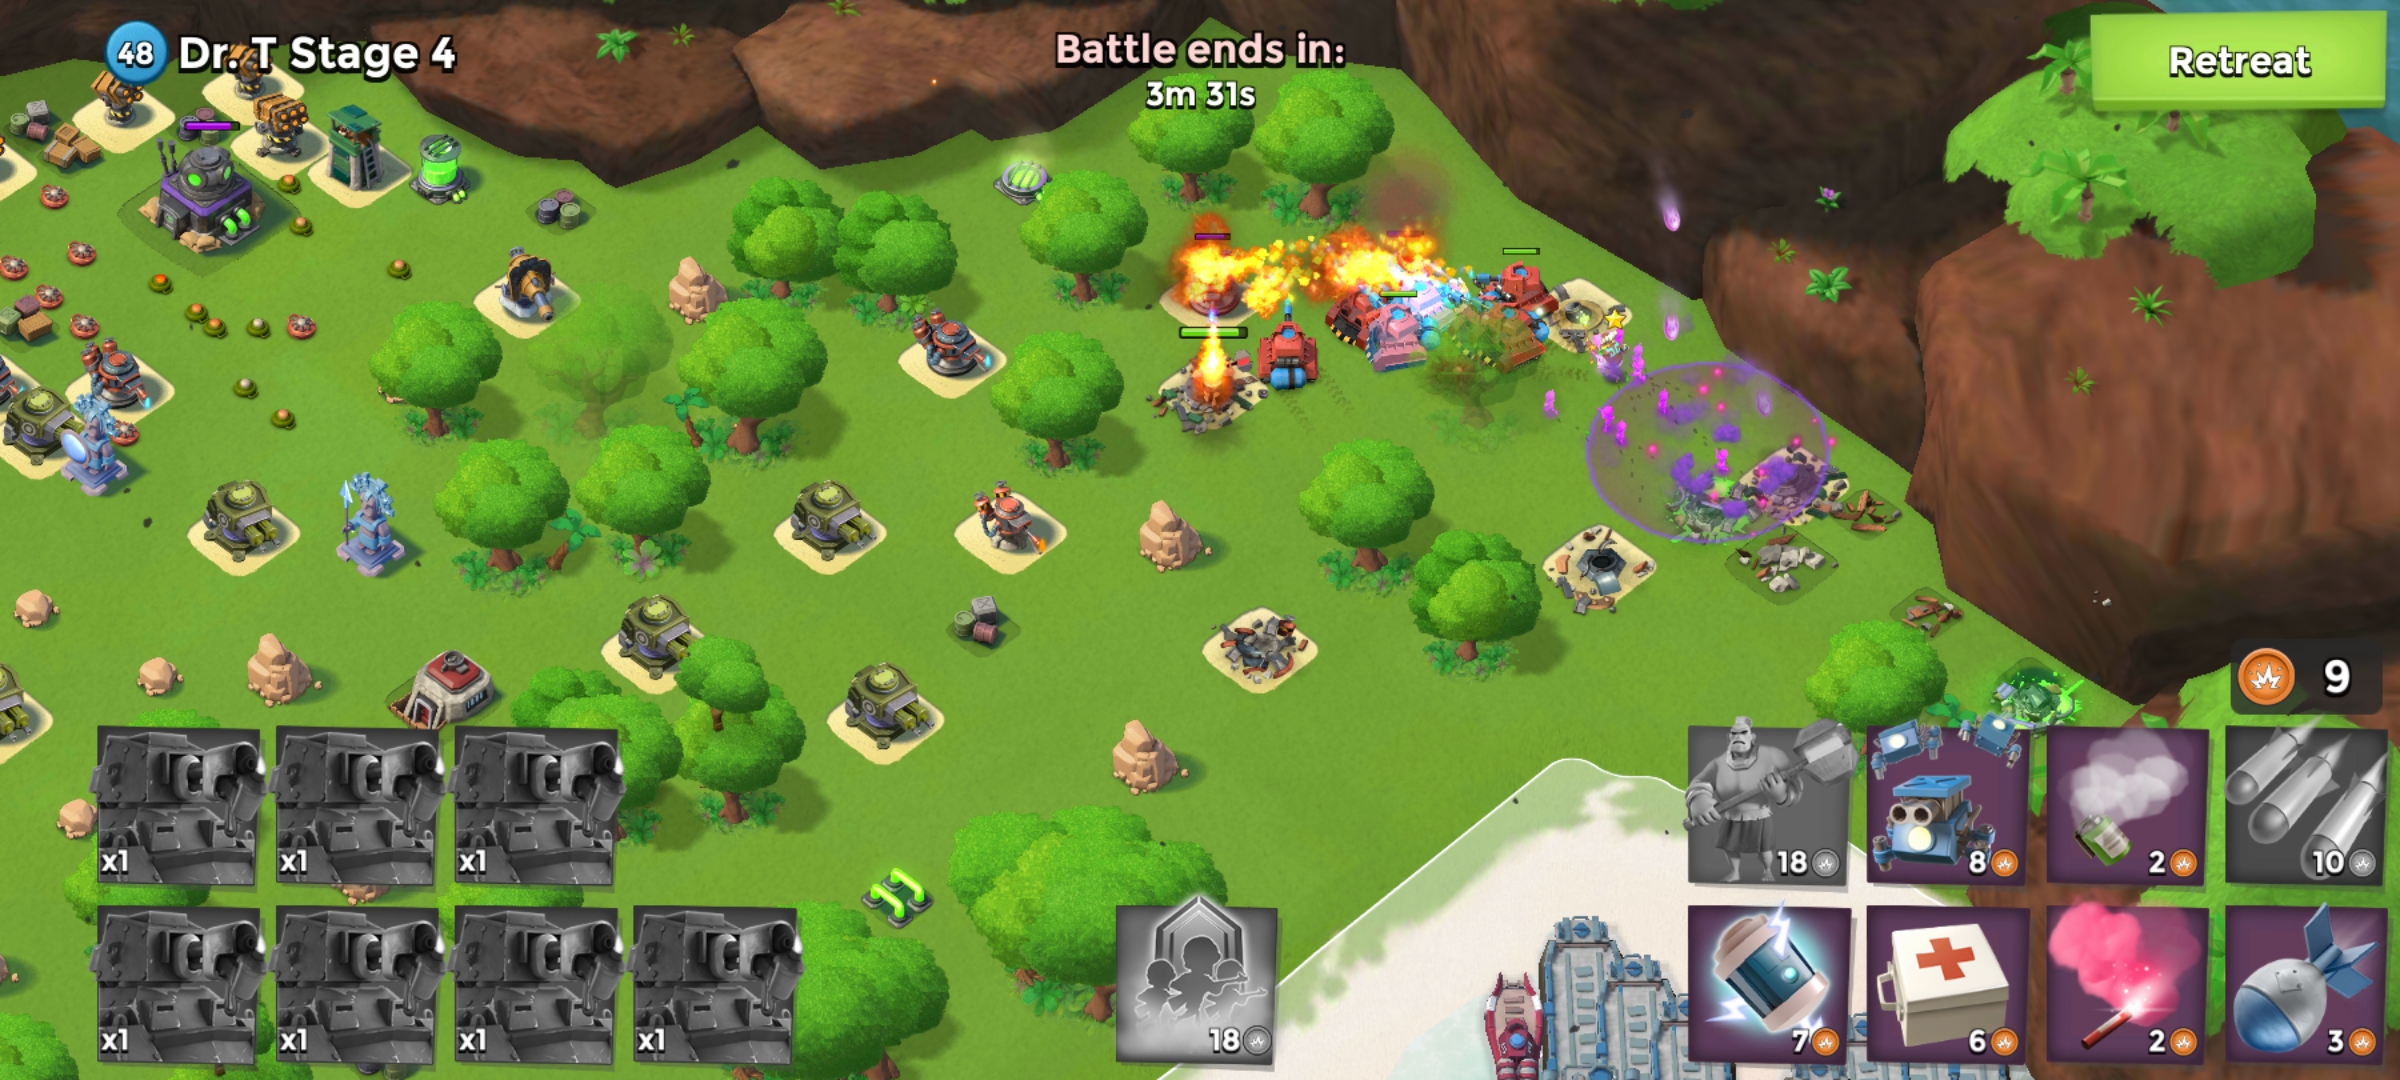 48 Dr. T Stage 4
Battle ends in:
3m 31s
Retreat
9
x1 x1 x1
18 8 2 10
x1 x1 x1 x1
18
7 6 2 3